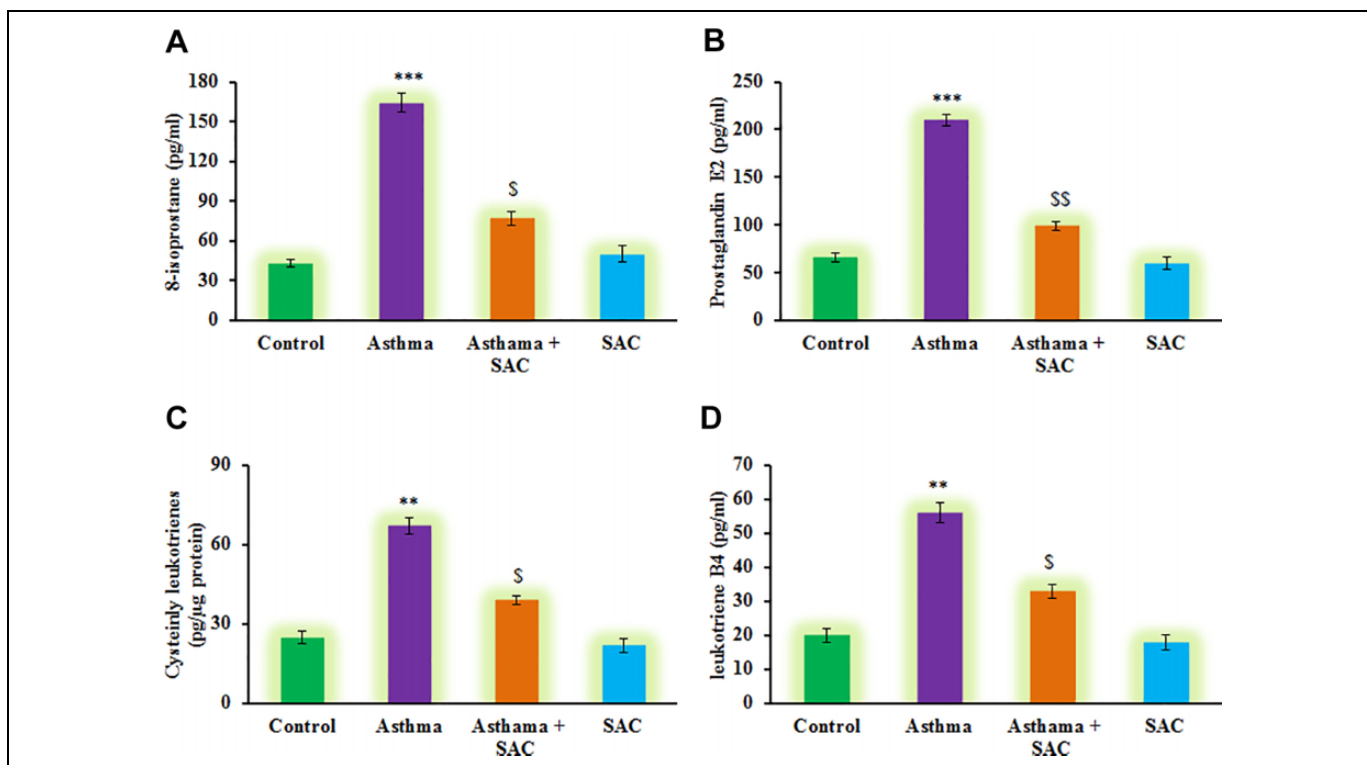 A
8-isoprostane (pg/ml)
180
150
120
90
60
30
0
***
$
Control
Asthma
Asthama +
SAC
SAC
B
Prostaglandin E2 (pg/ml)
250
200
150
100
50
0
***
$$
Control
Asthma
Asthama +
SAC
SAC
C
Cysteinly leukotrienes
(pg/µg protein)
90
60
30
0
**
$
Control
Asthma
Asthama +
SAC
SAC
D
leukotriene B4 (pg/ml)
70
60
50
40
30
20
10
0
**
$
Control
Asthma
Asthama +
SAC
SAC